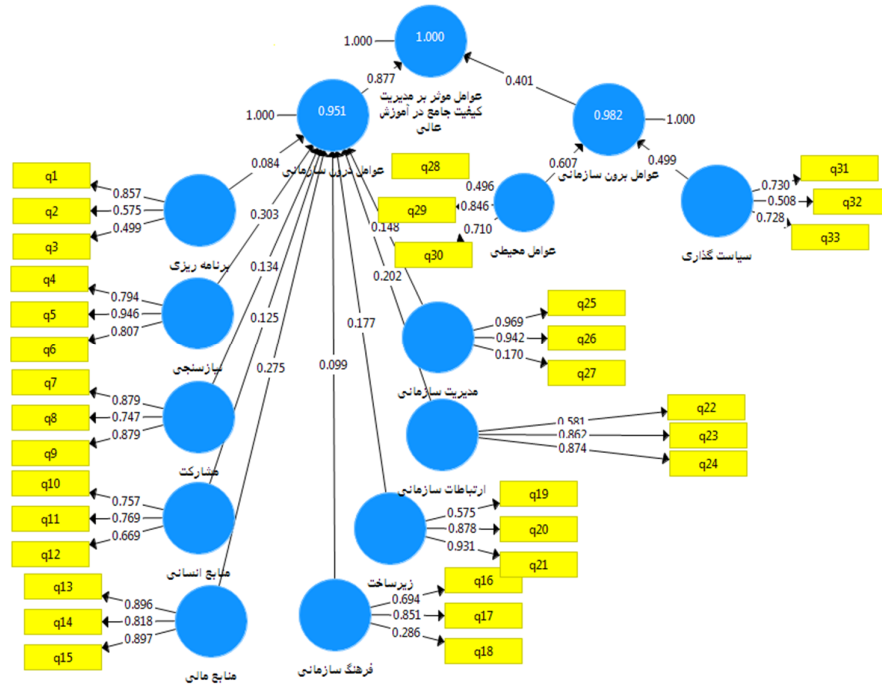 1.000
1.000
0.877
0.401
عوامل موثر بر مدیریت
کیفیت جامع در آموزش
عالی
1.000
0.951
0.982
1.000
عوامل درون سازمانی
عوامل برون سازمانی
0.084
0.607
0.499
q1
q2
q3
0.857
0.575
0.499
برنامه ریزی
0.303
q4
q5
q6
0.794
0.946
0.807
نیازسنجی
0.134
q7
q8
q9
0.879
0.747
0.879
مشارکت
0.125
q10
q11
q12
0.757
0.769
0.669
منابع انسانی
0.275
q13
q14
q15
0.896
0.818
0.897
منابع مالی
0.099
q16
q17
q18
0.694
0.851
0.286
فرهنگ سازمانی
0.177
q19
q20
q21
0.575
0.878
0.931
زیرساخت
0.202
q22
q23
q24
0.581
0.862
0.874
ارتباطات سازمانی
0.148
q25
q26
q27
0.969
0.942
0.170
مدیریت سازمانی
q28
q29
q30
0.496
0.846
0.710
عوامل محیطی
q31
q32
q33
0.730
0.508
0.728
سیاست گذاری